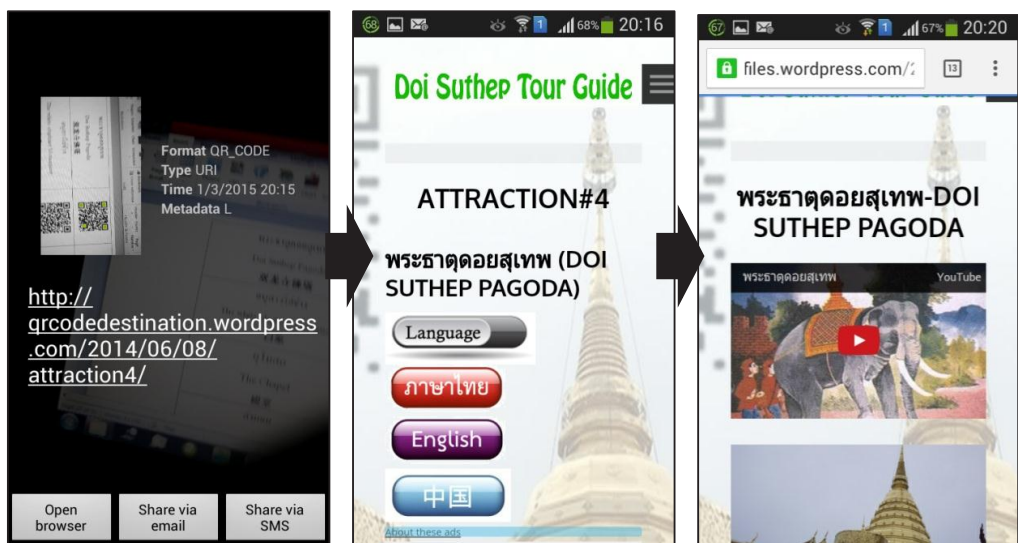 Format QR_CODE
Type URI
Time 1/3/2015 20:15
Metadata L
http://
qrcodedestination.wordpress
.com/2014/06/08/
attraction4/
Open
browser
Share via
email
Share via
SMS
68
1
68%
20:16
Doi Suthep Tour Guide
ATTRACTION#4
พระธาตุดอยสุเทพ (DOI
SUTHEP PAGODA)
Language
ภาษาไทย
English
中国
About these ads
67
1
67%
20:20
files.wordpress.com/2
13
พระธาตุดอยสุเทพ-DOI
SUTHEP PAGODA
พระธาตุดอยสุเทพ
YouTube